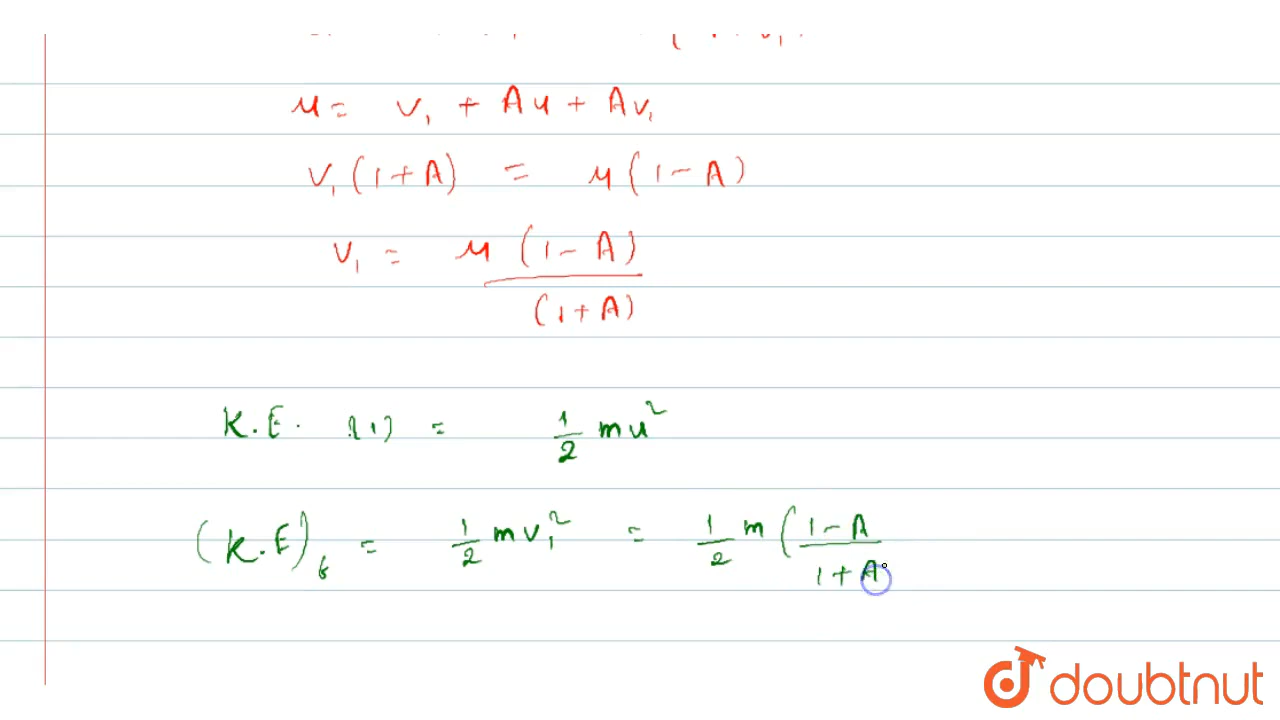 u = v₁ + Au + Av₁
v₁(1+A) = u(1-A)
v₁ = u(1-A)
(1+A)
K.E. = 1/2 mu²
(K.E)f = 1/2 mv₁² = 1/2 m(1-A
1+A
doubtnut